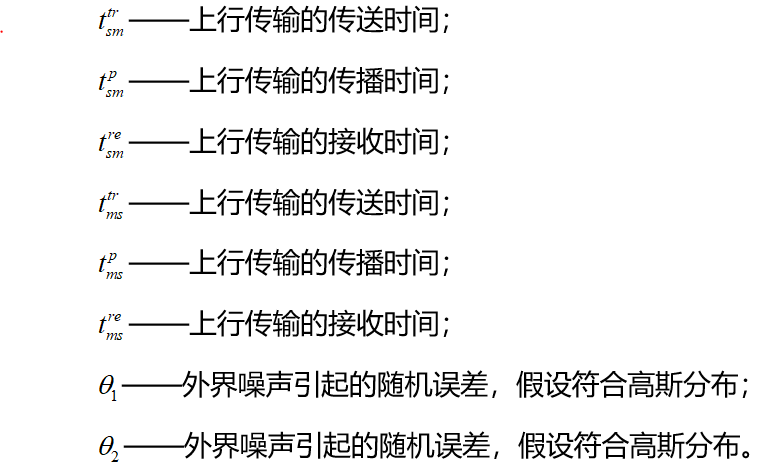 $t_{sm}^{tr}$——上行传输的传送时间；
$t_{sm}^{p}$——上行传输的传播时间；
$t_{sm}^{re}$——上行传输的接收时间；
$t_{ms}^{tr}$——上行传输的传送时间；
$t_{ms}^{p}$——上行传输的传播时间；
$t_{ms}^{re}$——上行传输的接收时间；
$\theta_1$——外界噪声引起的随机误差，假设符合高斯分布；
$\theta_2$——外界噪声引起的随机误差，假设符合高斯分布。